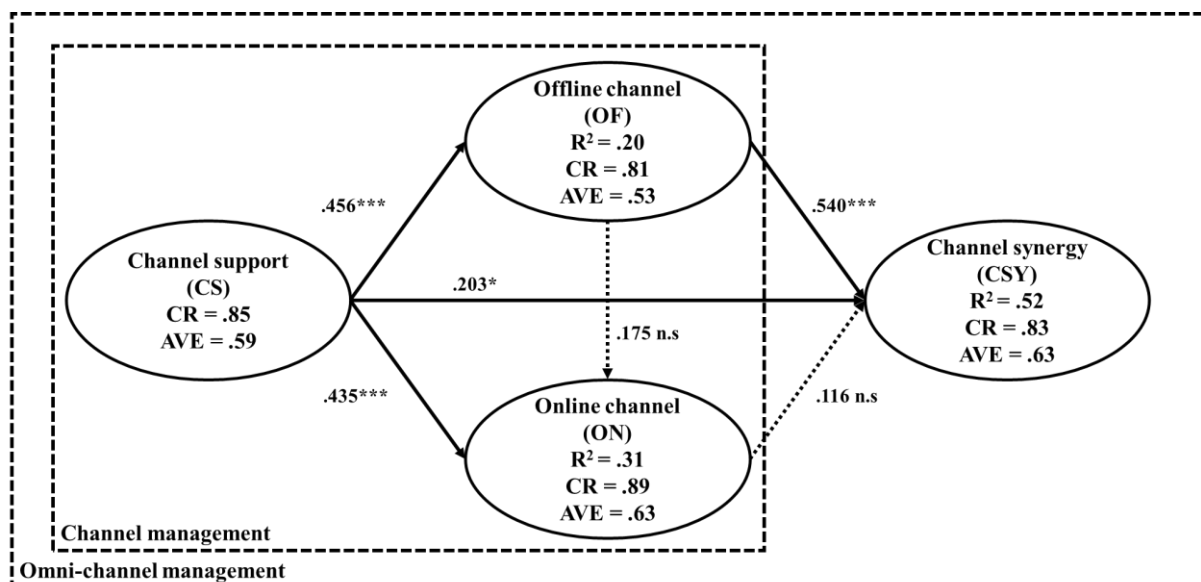 Offline channel
(OF)
R² = .20
CR = .81
AVE = .53
.456***
.540***
Channel support
(CS)
CR = .85
AVE = .59
.203*
Channel synergy
(CSY)
R² = .52
CR = .83
AVE = .63
.175 n.s
.435***
.116 n.s
Online channel
(ON)
R² = .31
CR = .89
AVE = .63
Channel management
Omni-channel management